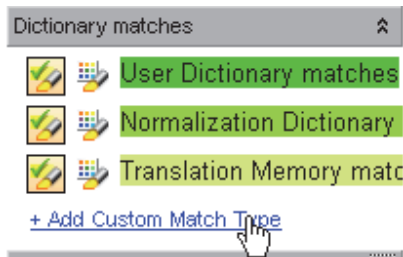 Dictionary matches
User Dictionary matches
Normalization Dictionary
Translation Memory matc
+ Add Custom Match Type